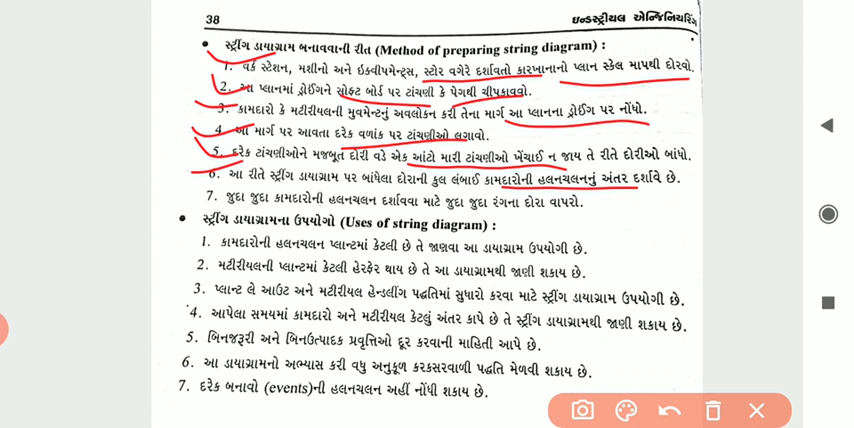 38
ઇન્ડસ્ટ્રીયલ એન્જિનિયરિંગ
• સ્ટ્રીંગ ડાયાગ્રામ બનાવવાની રીત (Method of preparing string diagram) :
1. વર્ક સ્ટેશન, મશીનો અને ઇક્વીપમેન્ટ્સ, સ્ટોર વગેરે દર્શાવતો કારખાનાનો પ્લાન સ્કેલ માપથી દોરવો.
2. આ પ્લાનમાં ડ્રોઈંગને સોફ્ટ બોર્ડ પર ટાંચણી કે પેગથી ચીપકાવવો.
3. કામદારો કે મટીરીયલની મુવમેન્ટનું અવલોકન કરી તેના માર્ગ આ પ્લાનના ડ્રોઈંગ પર નોંધો.
4. આ માર્ગ પર આવતા દરેક વળાંક પર ટાંચણીઓ લગાવો.
5. દરેક ટાંચણીઓને મજબૂત દોરી વડે એક આંટો મારી ટાંચણીઓ ખેંચાઈ ન જાય તે રીતે દોરીઓ બાંધો.
6. આ રીતે સ્ટ્રીંગ ડાયાગ્રામ પર બાંધેલા દોરાની કુલ લંબાઈ કામદારોની હલનચલનનું અંતર દર્શાવે છે.
7. જુદા જુદા કામદારોની હલનચલન દર્શાવવા માટે જુદા જુદા રંગના દોરા વાપરો.
• સ્ટ્રીંગ ડાયાગ્રામના ઉપયોગો (Uses of string diagram) :
1. કામદારોની હલનચલન પ્લાન્ટમાં કેટલી છે તે જાણવા આ ડાયાગ્રામ ઉપયોગી છે.
2. મટીરીયલની પ્લાન્ટમાં કેટલી હેરફેર થાય છે તે આ ડાયાગ્રામથી જાણી શકાય છે.
3. પ્લાન્ટ લે આઉટ અને મટીરીયલ હેન્ડલીંગ પદ્ધતિમાં સુધારો કરવા માટે સ્ટ્રીંગ ડાયાગ્રામ ઉપયોગી છે.
4. આપેલા સમયમાં કામદારો અને મટીરીયલ કેટલું અંતર કાપે છે તે સ્ટ્રીંગ ડાયાગ્રામથી જાણી શકાય છે.
5. બિનજરૂરી અને બિનઉત્પાદક પ્રવૃત્તિઓ દૂર કરવાની માહિતી આપે છે.
6. આ ડાયાગ્રામનો અભ્યાસ કરી વધુ અનુકૂળ કરકસરવાળી પદ્ધતિ મેળવી શકાય છે.
7. દરેક બનાવો (events)ની હલનચલન અહીં નોંધી શકાય છે.